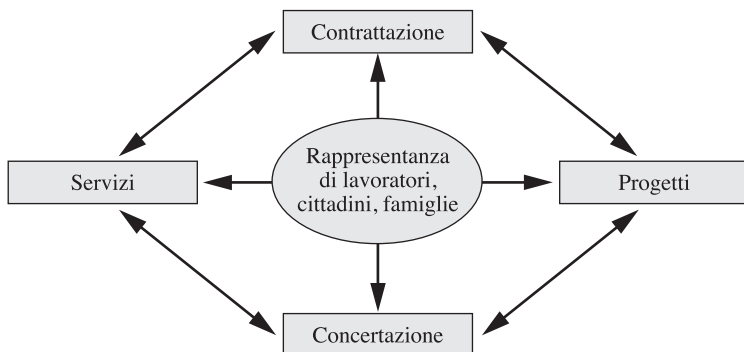 Contrattazione
Rappresentanza
di lavoratori,
cittadini, famiglie
Servizi
Progetti
Concertazione